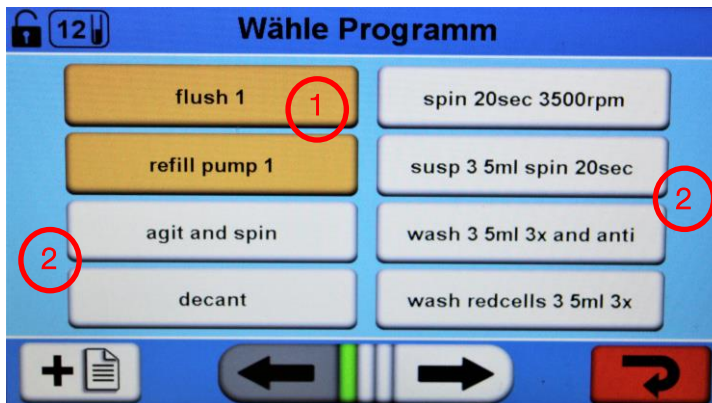 12
Wähle Programm
flush 1
1
refill pump 1
agit and spin
2
decant
spin 20sec 3500rpm
susp 3 5ml spin 20sec
2
wash 3 5ml 3x and anti
wash redcells 3 5ml 3x